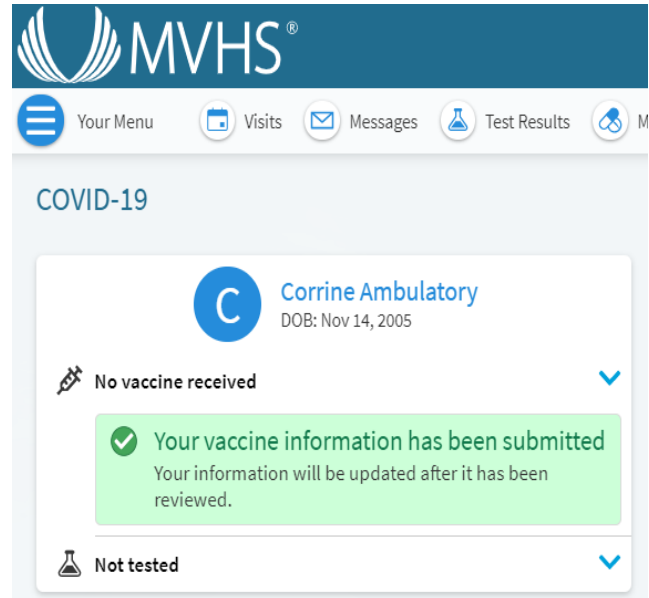 MVHS®
Your Menu
Visits
Messages
Test Results
M
COVID-19
C
Corrine Ambulatory
DOB: Nov 14, 2005
No vaccine received
Your vaccine information has been submitted
Your information will be updated after it has been
reviewed.
Not tested